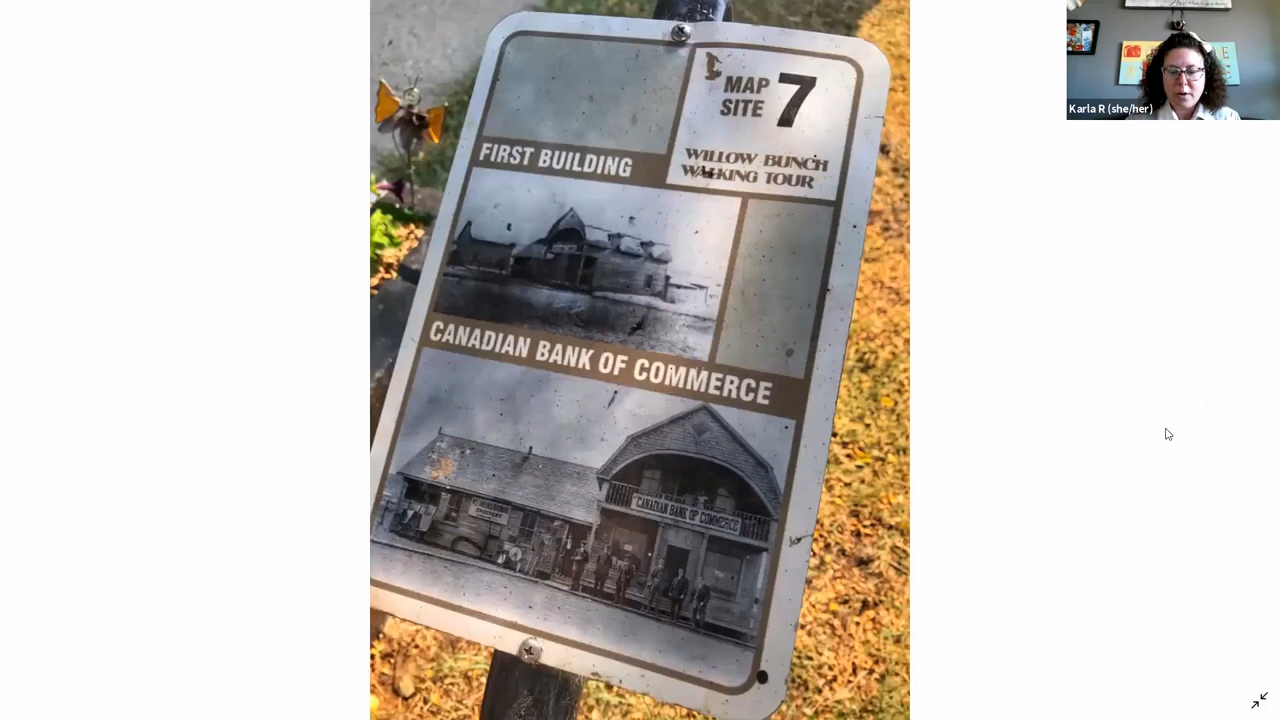 MAP
SITE 7
WILLOW BUNCH
WALKING TOUR
FIRST BUILDING
CANADIAN BANK OF COMMERCE
GROCERY
CANADIAN BANK OF COMMERCE
Karla R (she/her)